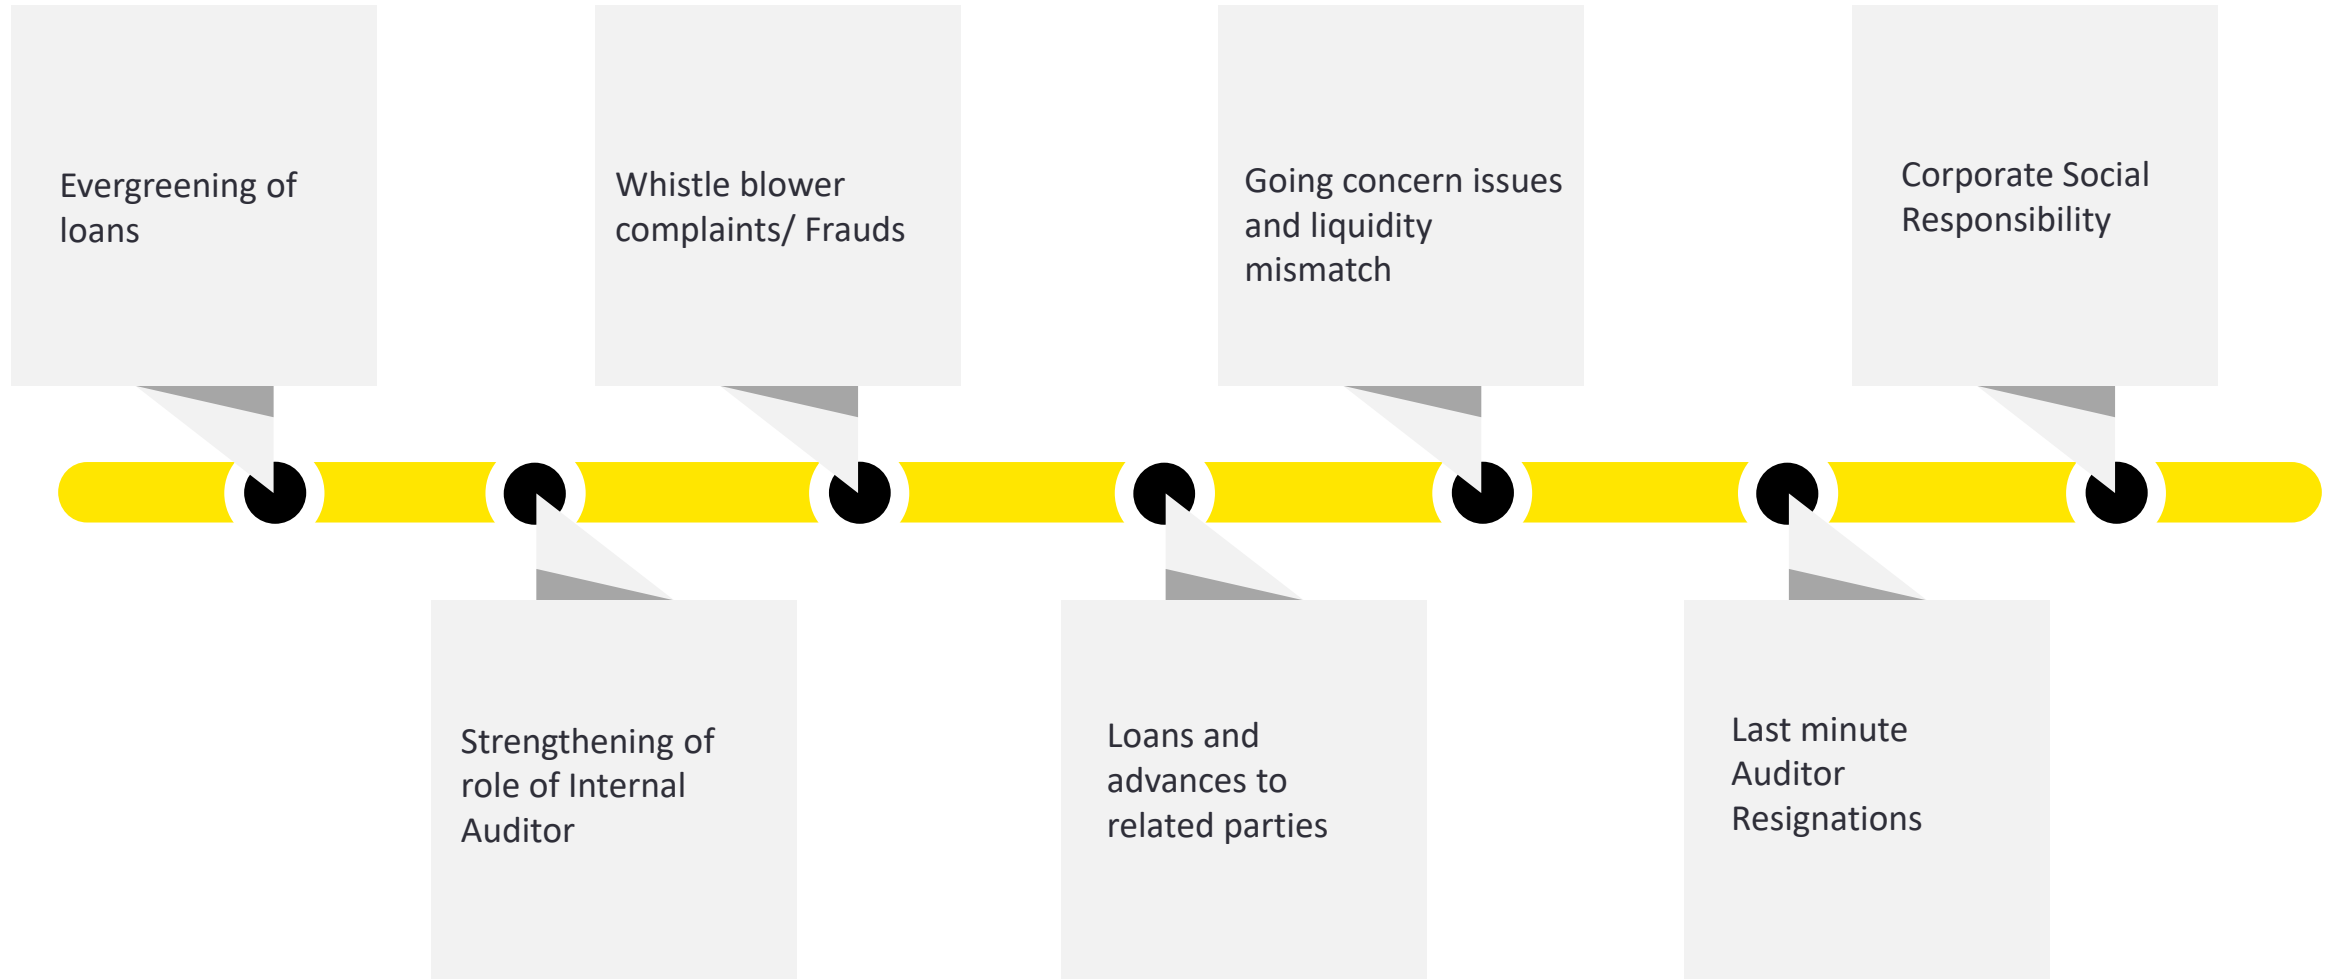 Evergreening of
loans
Whistle blower
complaints/ Frauds
Going concern issues
and liquidity
mismatch
Corporate Social
Responsibility
Strengthening of
role of Internal
Auditor
Loans and
advances to
related parties
Last minute
Auditor
Resignations